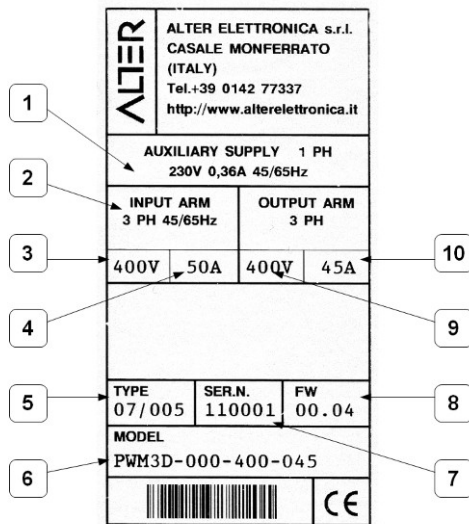 ALTER
ALTER ELETTRONICA s.r.l.
CASALE MONFERRATO
(ITALY)
Tel.+39 0142 77337
http://www.alterelettronica.it
1
AUXILIARY SUPPLY 1 PH
230V 0,36A 45/65Hz
2
INPUT ARM
3 PH 45/65Hz
OUTPUT ARM
3 PH
3
400V
50A
400V
45A
10
4
9
5
TYPE
07/005
SER.N.
110001
FW
00.04
8
6
MODEL
PWM3D-000-400-045
7
CE